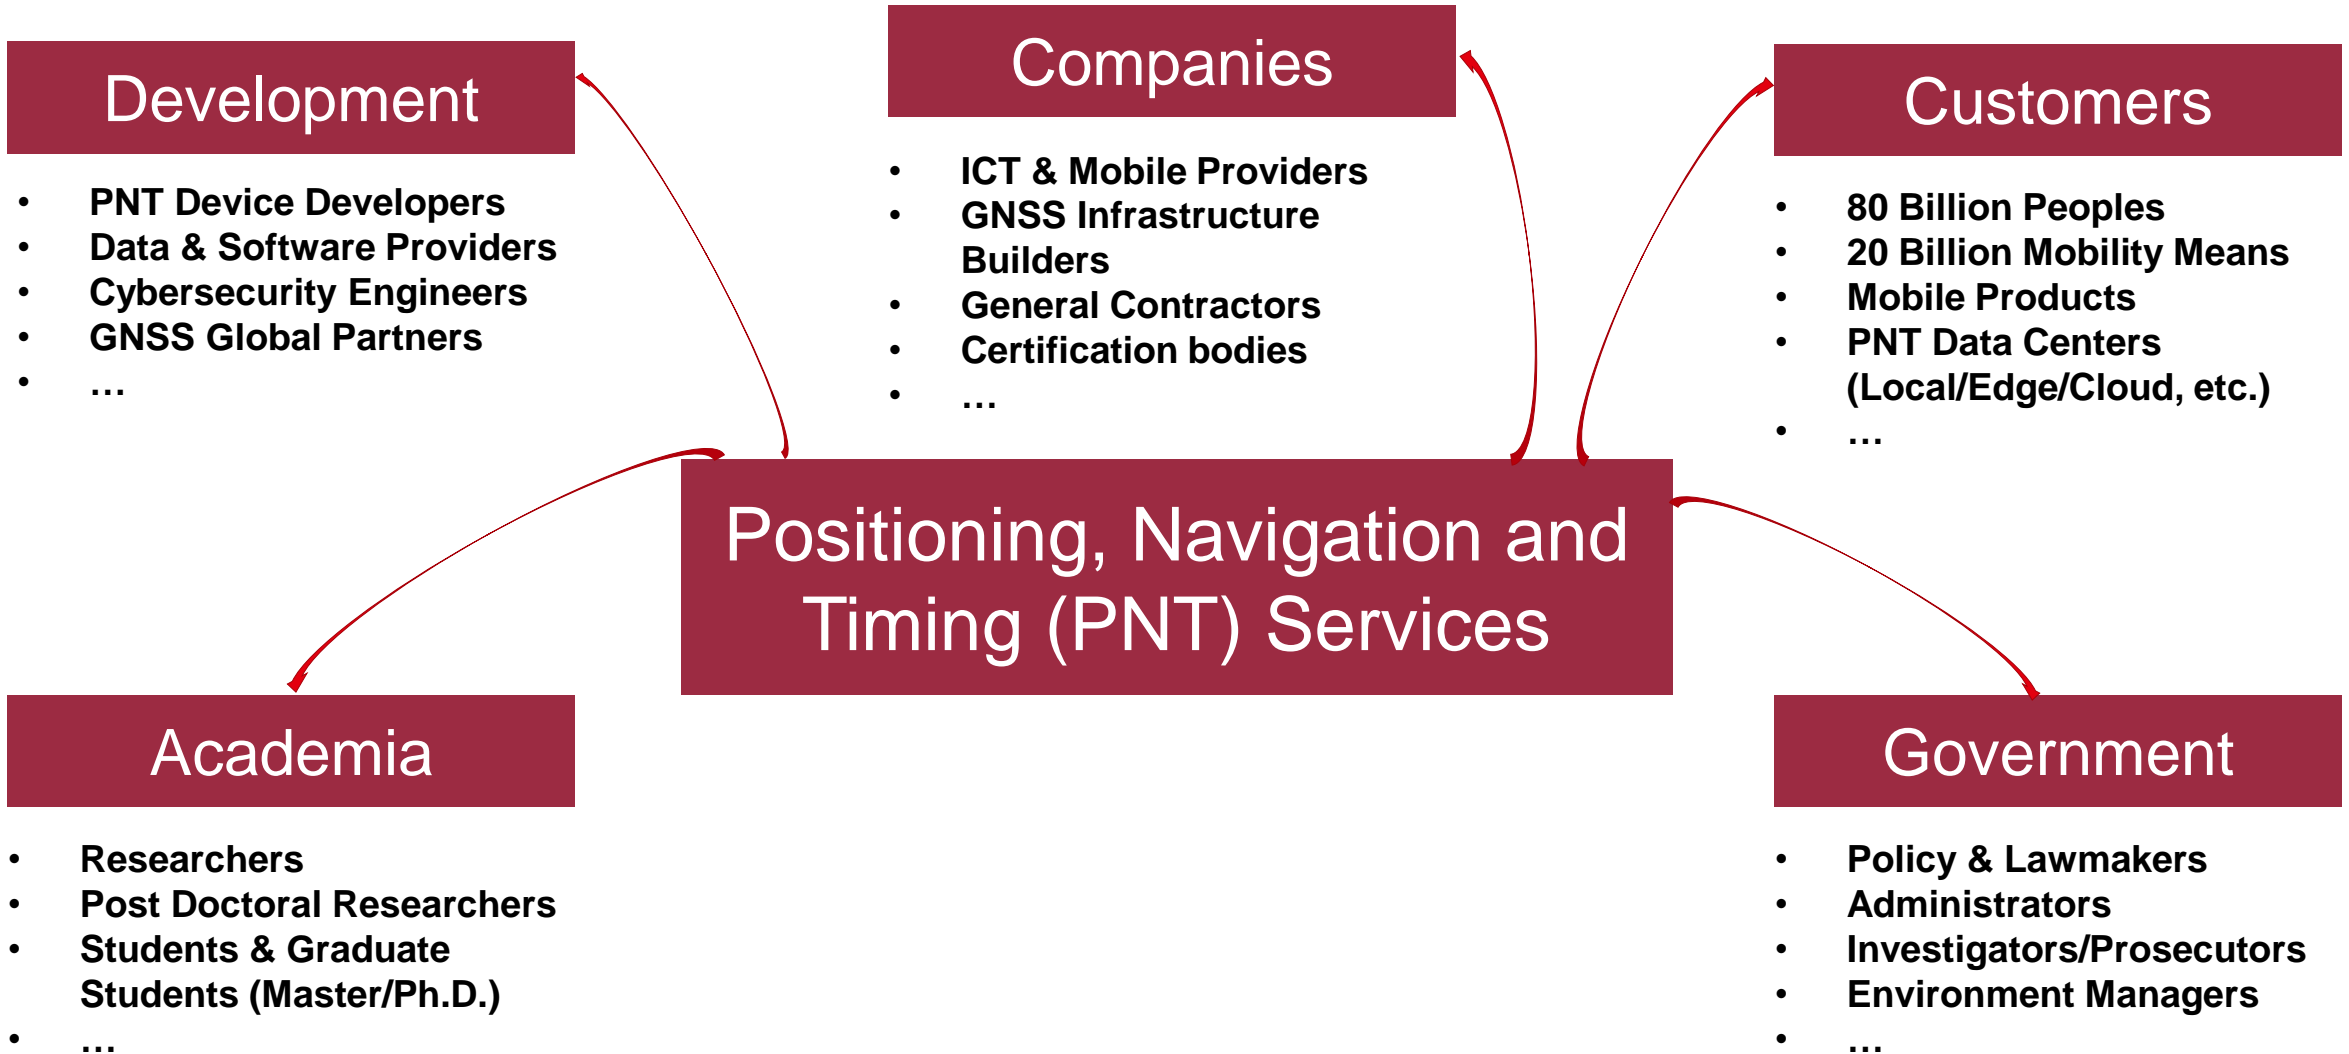 Development
• PNT Device Developers
• Data & Software Providers
• Cybersecurity Engineers
• GNSS Global Partners
• …
Companies
• ICT & Mobile Providers
• GNSS Infrastructure
Builders
• General Contractors
• Certification bodies
• …
Customers
• 80 Billion Peoples
• 20 Billion Mobility Means
• Mobile Products
• PNT Data Centers
(Local/Edge/Cloud, etc.)
• …
Positioning, Navigation and
Timing (PNT) Services
Academia
• Researchers
• Post Doctoral Researchers
• Students & Graduate
Students (Master/Ph.D.)
• …
Government
• Policy & Lawmakers
• Administrators
• Investigators/Prosecutors
• Environment Managers
• …